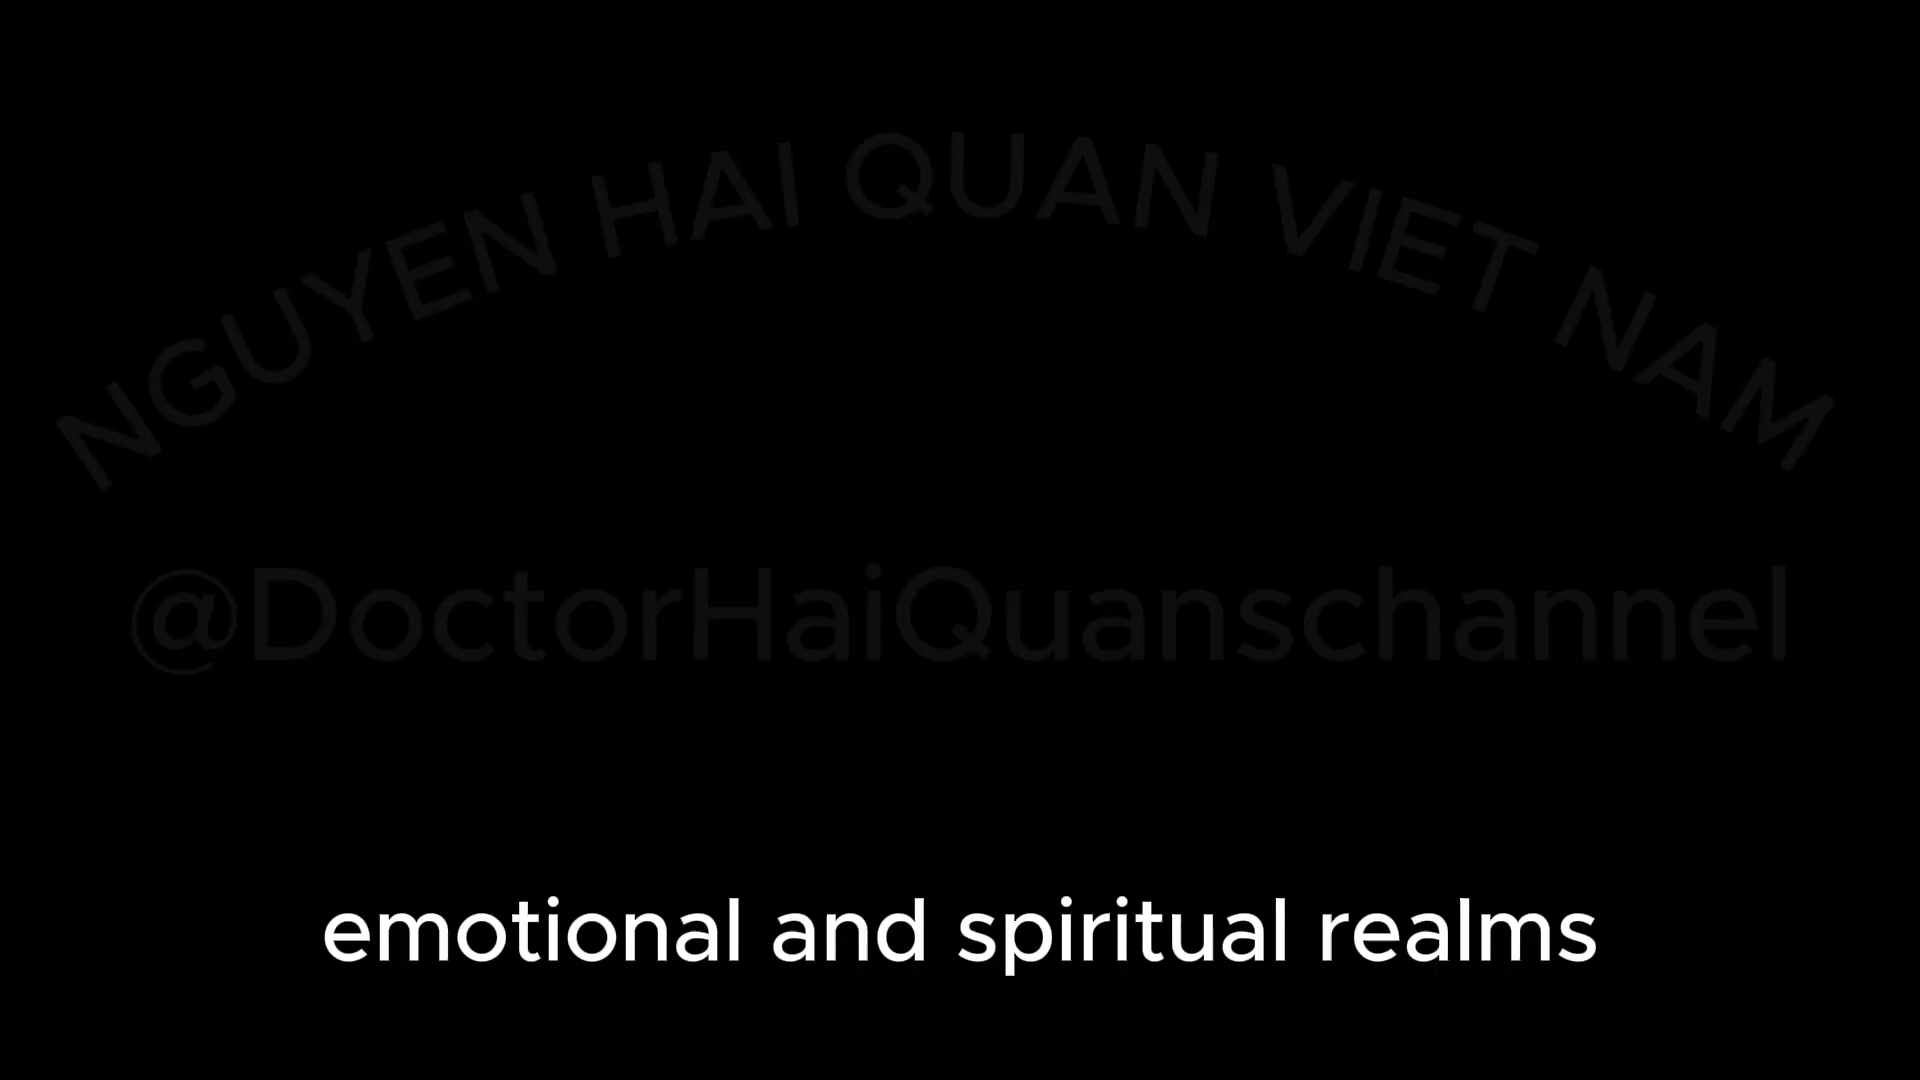 NGUYEN HAI QUAN VIET NAM
@DoctorHaiQuanschannel
emotional and spiritual realms